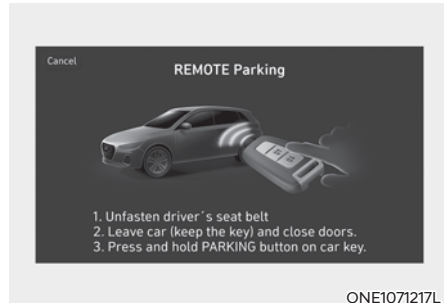 Cancel
REMOTE Parking
1. Unfasten driver´s seat belt
2. Leave car (keep the key) and close doors.
3. Press and hold PARKING button on car key.
ONE1071217L